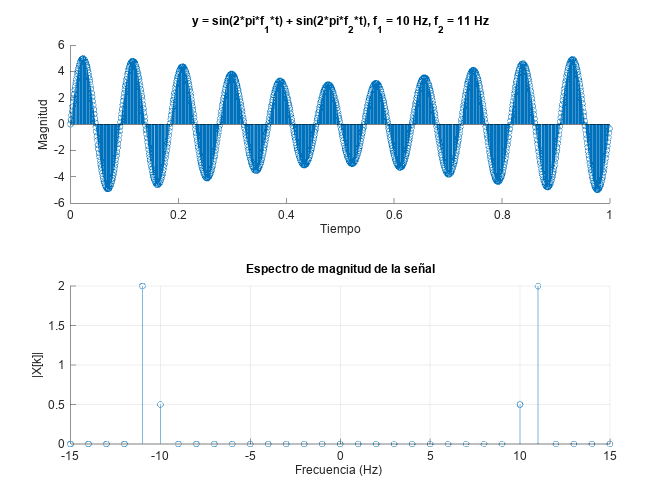 y = sin(2*pi*f1*t) + sin(2*pi*f2*t), f1 = 10 Hz, f2 = 11 Hz
6
4
2
0
-2
-4
-6
Magnitud
0 0.2 0.4 0.6 0.8 1
Tiempo
Espectro de magnitud de la señal
2
1.5
1
0.5
0
|X[k]|
-15 -10 -5 0 5 10 15
Frecuencia (Hz)